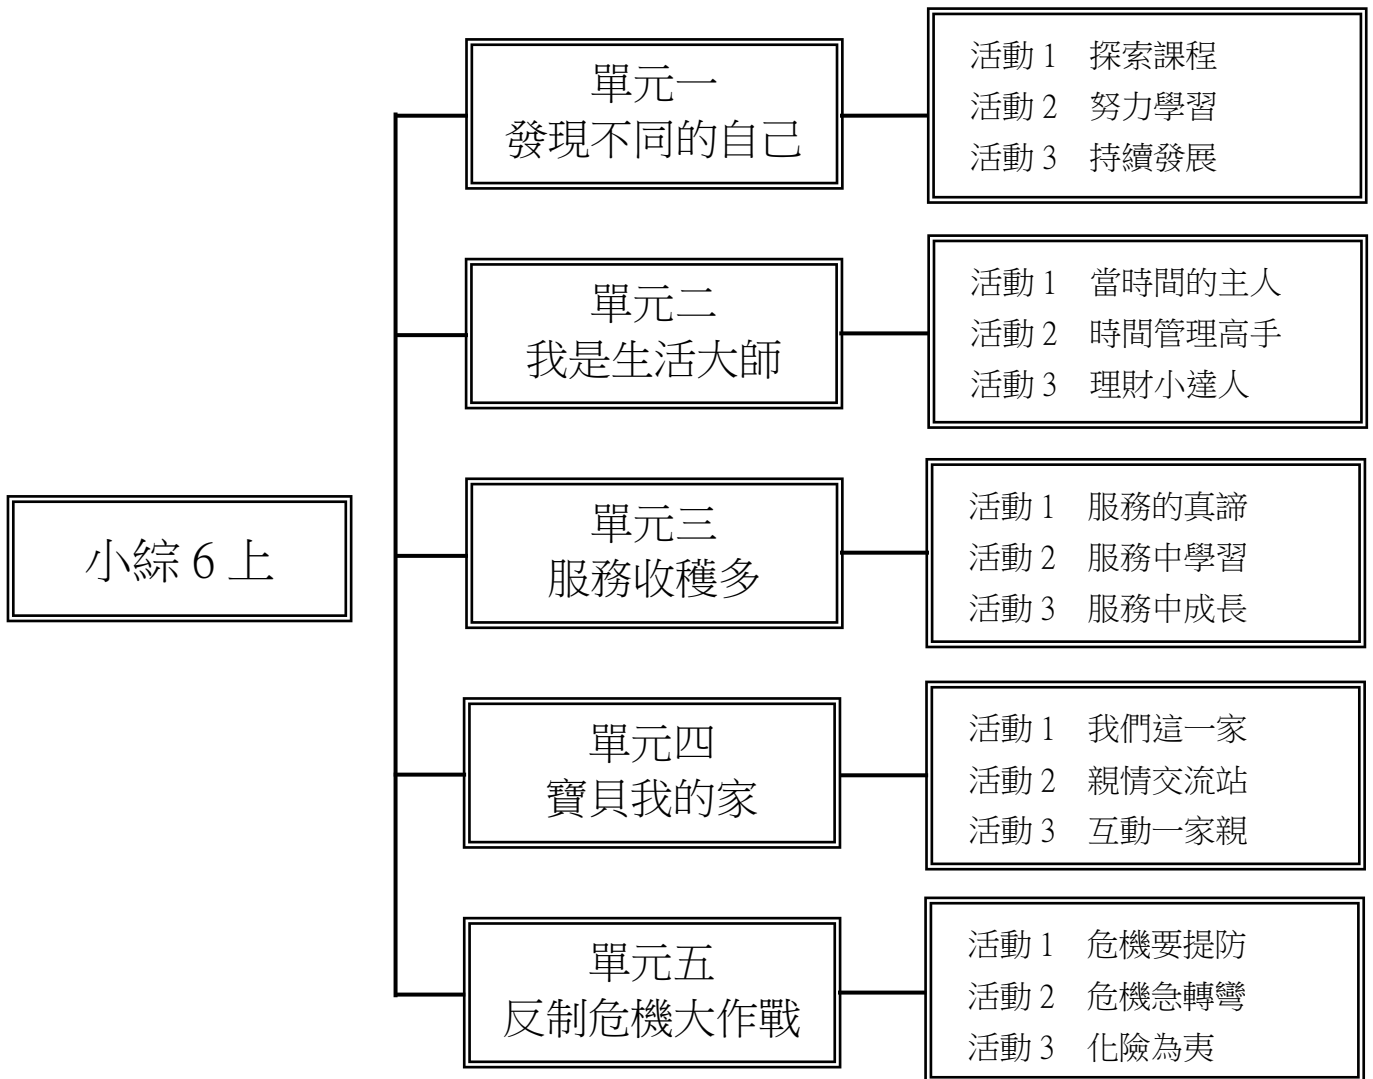 小綜 6 上
單元一
發現不同的自己
活動 1　探索課程
活動 2　努力學習
活動 3　持續發展
單元二
我是生活大師
活動 1　當時間的主人
活動 2　時間管理高手
活動 3　理財小達人
單元三
服務收穫多
活動 1　服務的真諦
活動 2　服務中學習
活動 3　服務中成長
單元四
寶貝我的家
活動 1　我們這一家
活動 2　親情交流站
活動 3　互動一家親
單元五
反制危機大作戰
活動 1　危機要提防
活動 2　危機急轉彎
活動 3　化險為夷